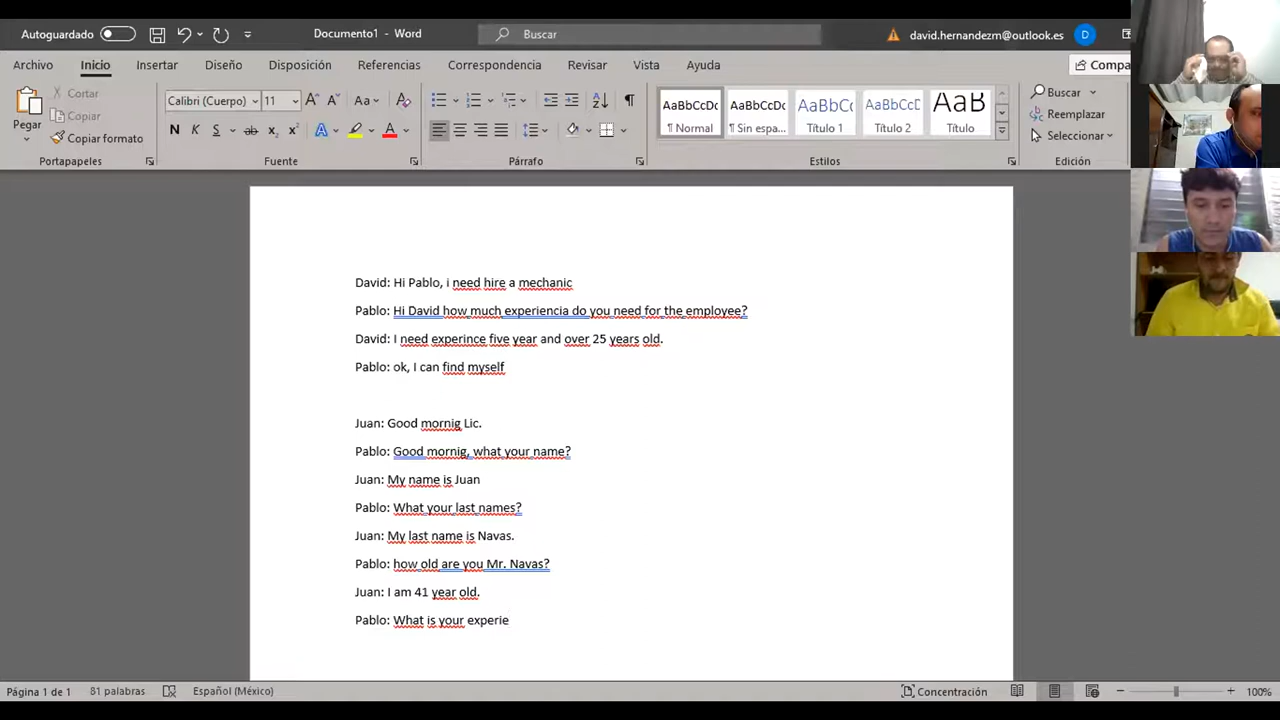 Autoguardado
Documento1 - Word
Buscar
david.hernandezm@outlook.es
D
Archivo
Inicio
Insertar
Diseño
Disposición
Referencias
Correspondencia
Revisar
Vista
Ayuda
Compa
Pegar
Cortar
Copiar
Copiar formato
Portapapeles
Calibri (Cuerpo)
11
Fuente
Párrafo
AaBbCcDc
¶ Normal
AaBbCcDc
¶ Sin espa...
AaBbCc
Título 1
AaBbCcD
Título 2
AaB
Título
Estilos
Buscar
Reemplazar
Seleccionar
Edición
David: Hi Pablo, i need hire a mechanic
Pablo: Hi David how much experiencia do you need for the employee?
David: I need experince five year and over 25 years old.
Pablo: ok, I can find myself
Juan: Good mornig Lic.
Pablo: Good mornig, what your name?
Juan: My name is Juan
Pablo: What your last names?
Juan: My last name is Navas.
Pablo: how old are you Mr. Navas?
Juan: I am 41 year old.
Pablo: What is your experie
Página 1 de 1
81 palabras
Español (México)
Concentración
100%